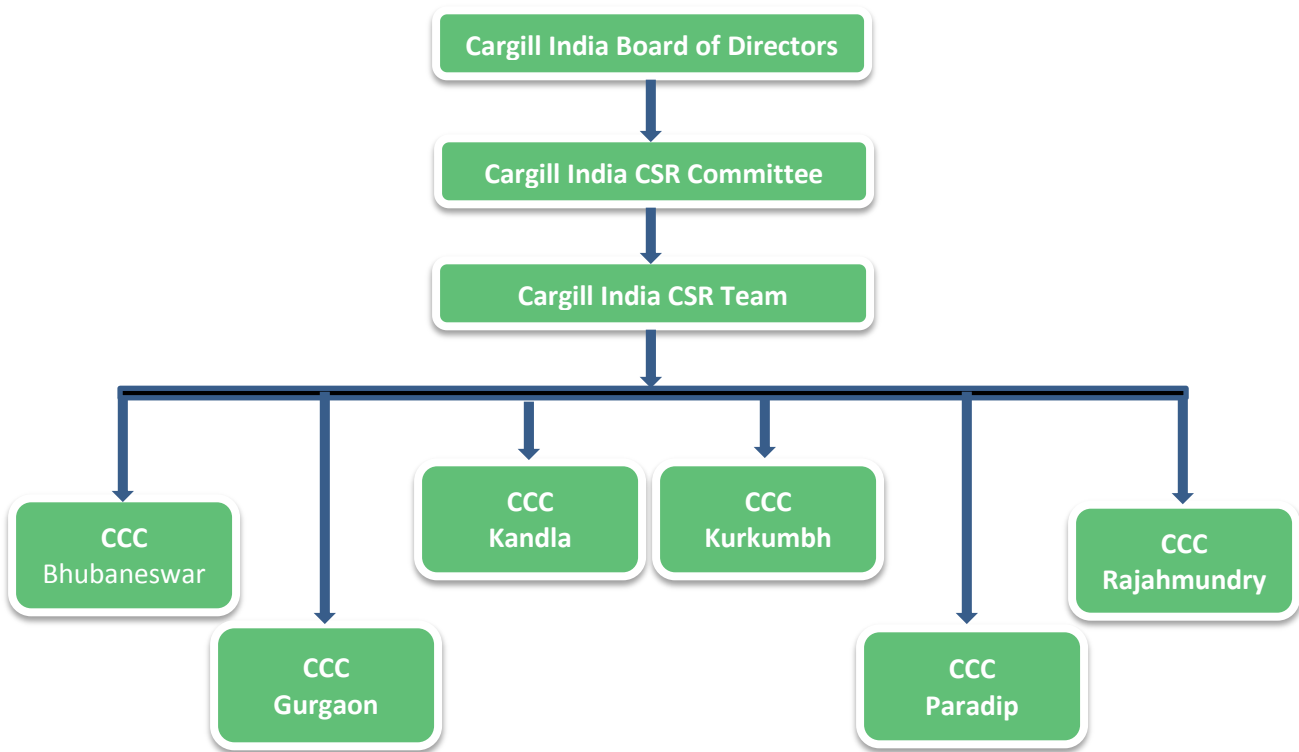 Cargill India Board of Directors
Cargill India CSR Committee
Cargill India CSR Team
CCC
Bhubaneswar
CCC
Gurgaon
CCC
Kandla
CCC
Kurkumbh
CCC
Paradip
CCC
Rajahmundry